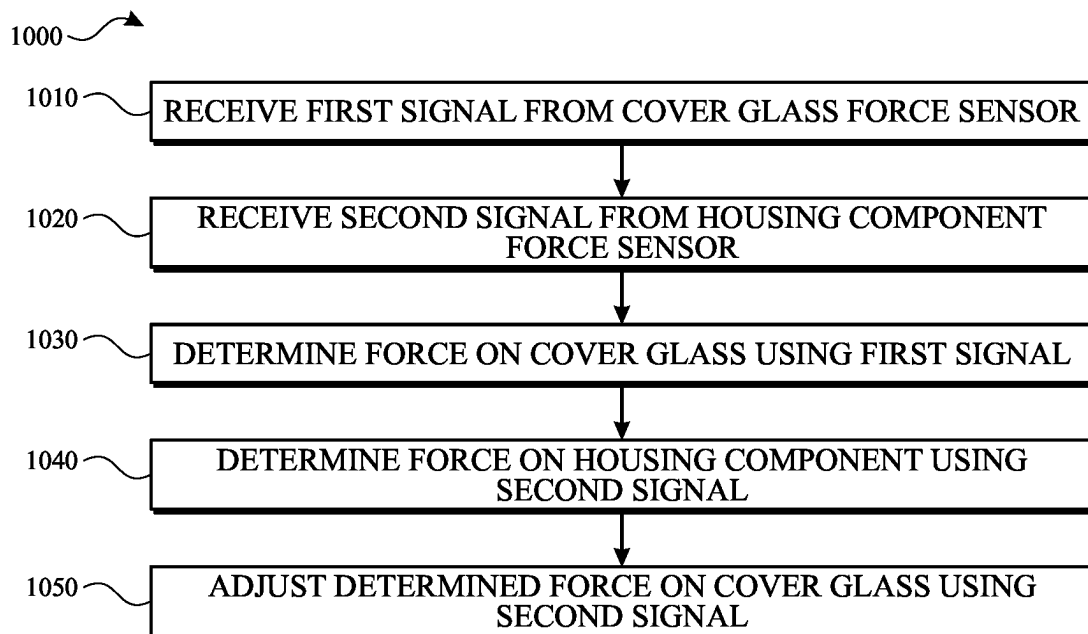 1000
1010
RECEIVE FIRST SIGNAL FROM COVER GLASS FORCE SENSOR
1020
RECEIVE SECOND SIGNAL FROM HOUSING COMPONENT
FORCE SENSOR
1030
DETERMINE FORCE ON COVER GLASS USING FIRST SIGNAL
1040
DETERMINE FORCE ON HOUSING COMPONENT USING
SECOND SIGNAL
1050
ADJUST DETERMINED FORCE ON COVER GLASS USING
SECOND SIGNAL